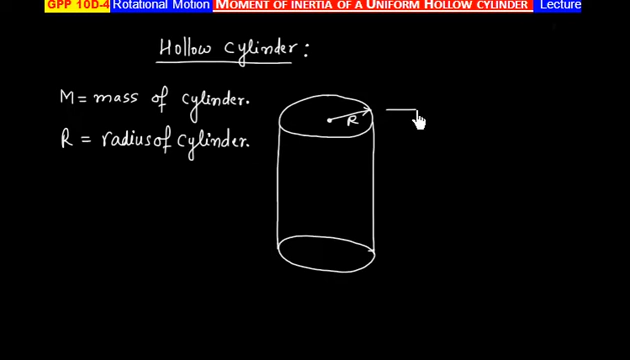 GPP 10D-4 Rotational Motion MOMENT OF INERTIA OF A UNIFORM HOLLOW CYLINDER Lecture
Hollow Cylinder:
M = mass of cylinder.
R = radius of cylinder.
R